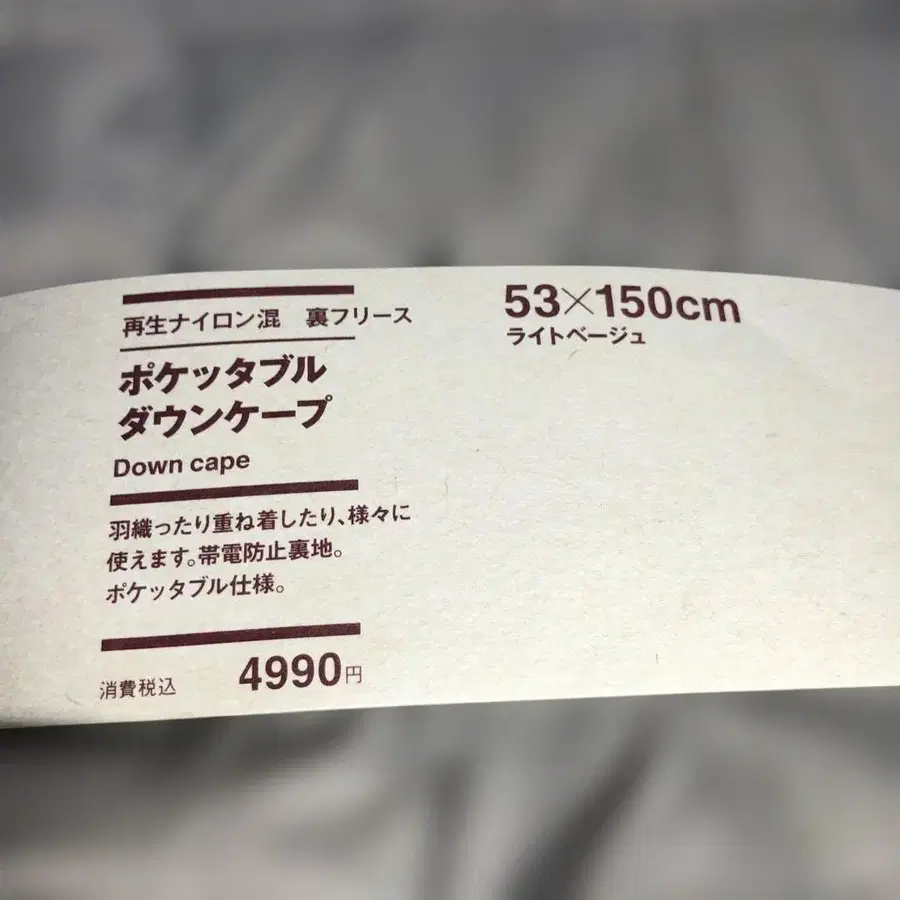 再生ナイロン混　裏フリース
ポケッタブル
ダウンケープ
Down cape
羽織ったり重ね着したり、様々に
使えます。帯電防止裏地。
ポケッタブル仕様。
消費税込 4990円
53×150cm
ライトベージュ